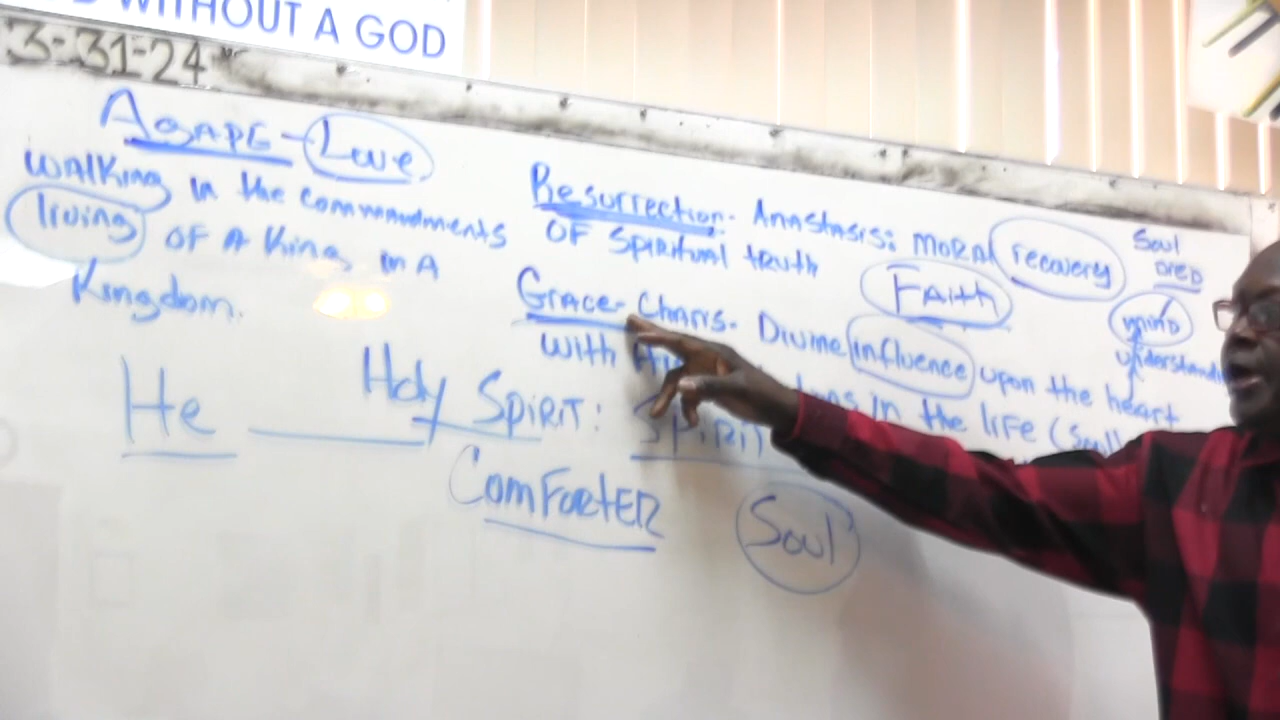 WITHOUT A GOD
3-31-24
AGAPE - Love
WALKING in the commandments
living OF A King in A
Kingdom.
Resurrection - Anastasis: MORAL recovery
OF SPIRITUAL truth
FAITH
Soul
DIED
mind
Grace - Charis - Divine influence upon the heart
with
in the LIFE (Soul
He Holy SPIRIT: SPIRIT
COMFORTER
Soul